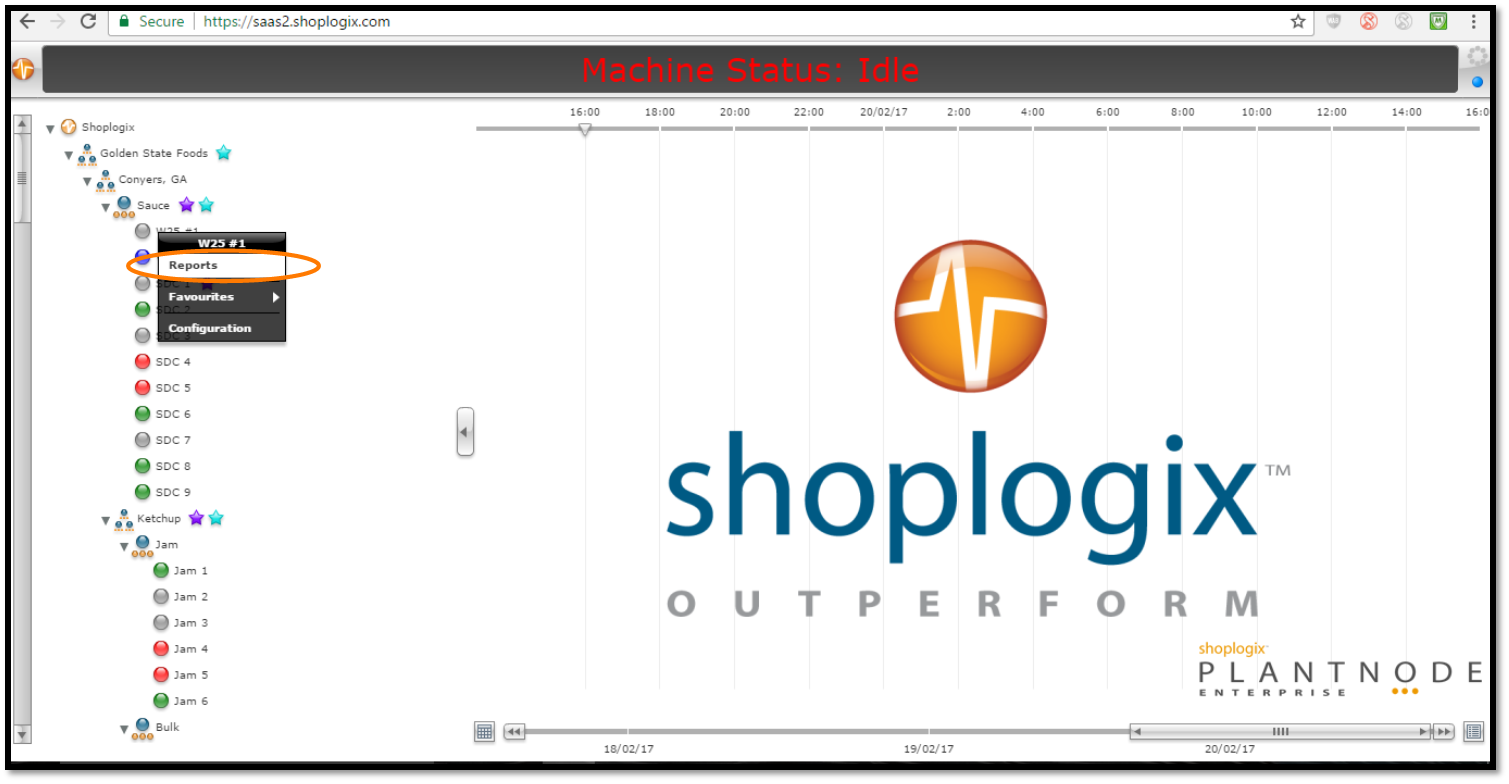 Secure | https://saas2.shoplogix.com
Machine Status: Idle
16:00 18:00 20:00 22:00 20/02/17 2:00 4:00 6:00 8:00 10:00 12:00 14:00 16:0
Shoplogix
Golden State Foods
Conyers, GA
Sauce
W25 #1
W25 #1
Reports
SDC 1
Favourites
SDC 2
Configuration
SDC 3
SDC 4
SDC 5
SDC 6
SDC 7
SDC 8
SDC 9
Ketchup
Jam
Jam 1
Jam 2
Jam 3
Jam 4
Jam 5
Jam 6
Bulk
shoplogix™
OUTPERFORM
shoplogix
PLANTNODE
ENTERPRISE
18/02/17 19/02/17 20/02/17